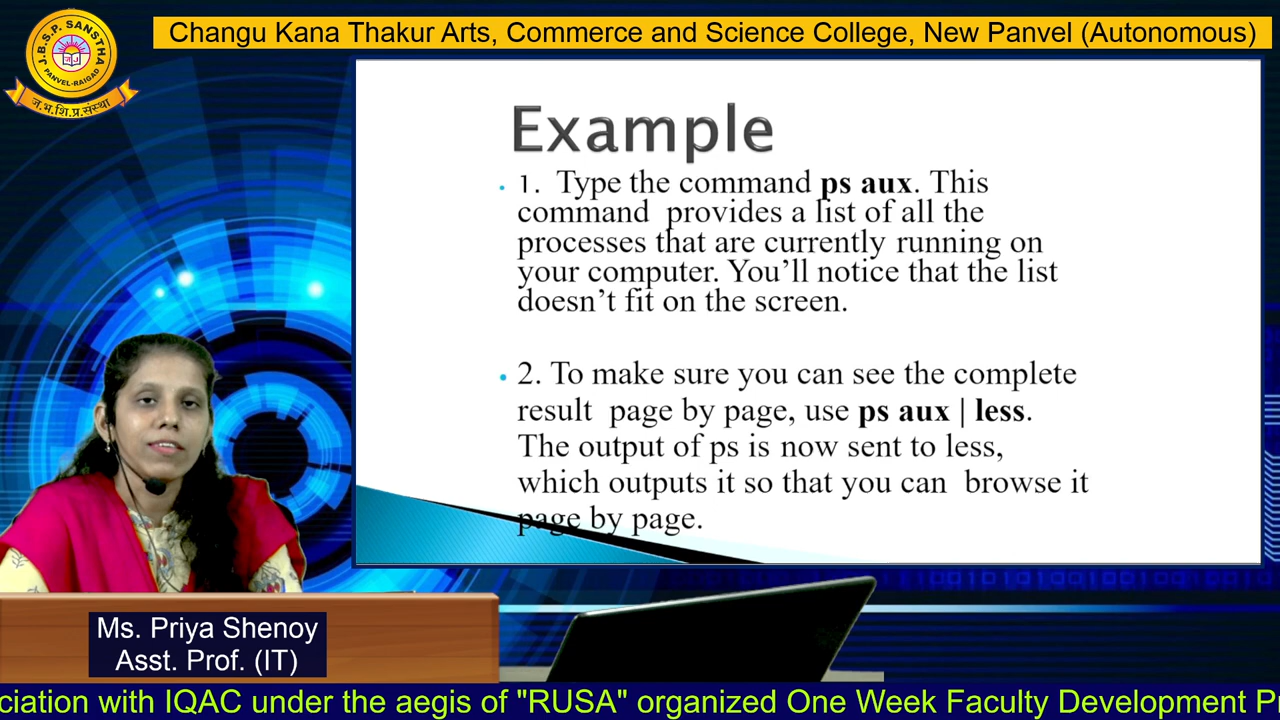 Changu Kana Thakur Arts, Commerce and Science College, New Panvel (Autonomous)
J.B.S.P. SANSTHA
PANVEL-RAIGAD
ज.भ.शि.प्र.संस्था
Example
• 1. Type the command ps aux. This
command provides a list of all the
processes that are currently running on
your computer. You’ll notice that the list
doesn’t fit on the screen.
• 2. To make sure you can see the complete
result page by page, use ps aux | less.
The output of ps is now sent to less,
which outputs it so that you can browse it
page by page.
Ms. Priya Shenoy
Asst. Prof. (IT)
ciation with IQAC under the aegis of "RUSA" organized One Week Faculty Development P